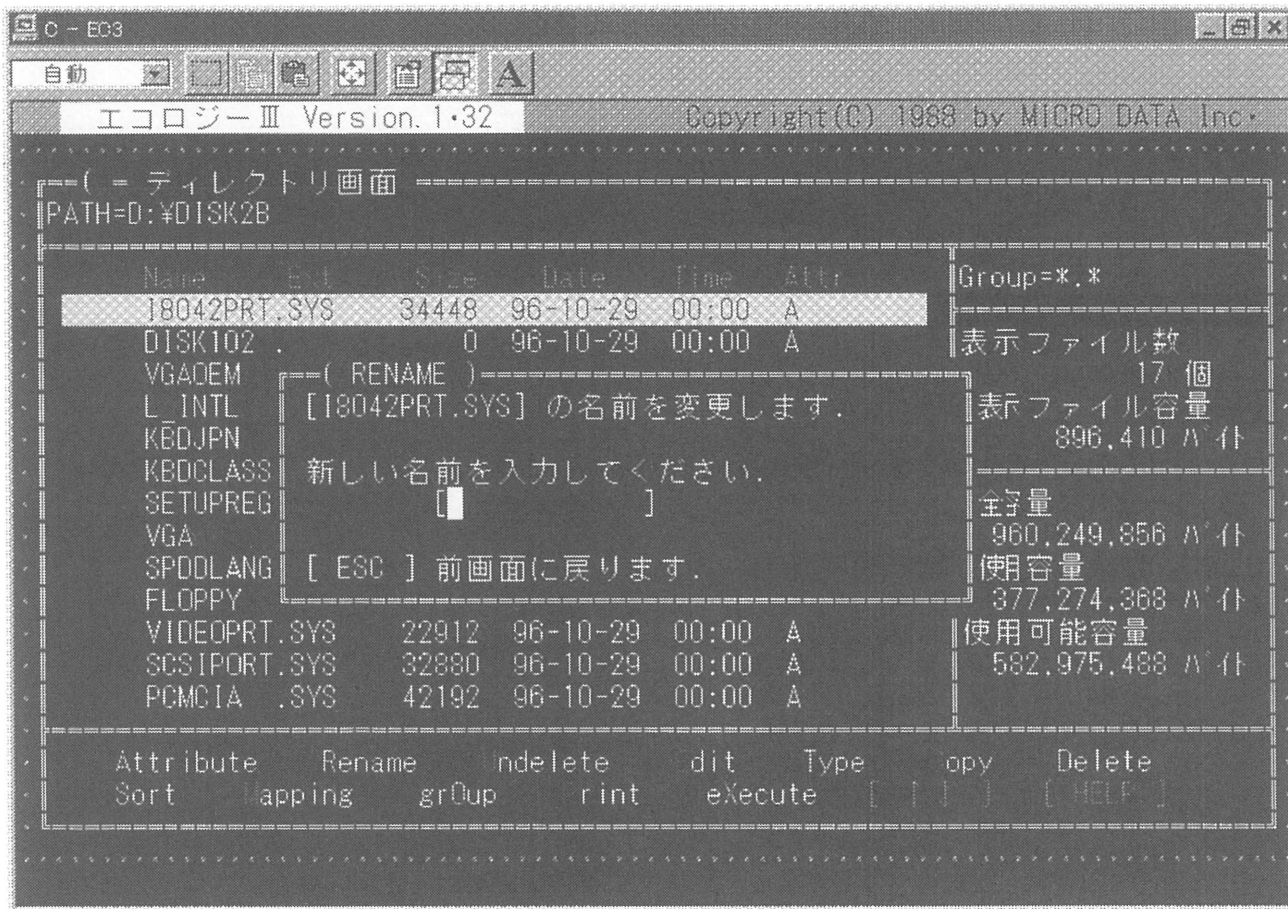 C - EC3
自動
A
エコロジーⅢ Version. 1・32 Copyright(C) 1988 by MICRO DATA Inc・
( = ディレクトリ画面
PATH=D:¥DISK2B
Name Ext Size Date Time Attr
Group=*.*
I8042PRT.SYS 34448 96-10-29 00:00 A
DISK102 . 0 96-10-29 00:00 A
表示ファイル数
VGAOEM
( RENAME )
17 個
L_INTL
[I8042PRT.SYS] の名前を変更します.
表示ファイル容量
KBDJPN
896,410 バイト
KBDCLASS
新しい名前を入力してください.
SETUPREG
[ ]
全容量
VGA
960,249,856 バイト
SPDDLANG
[ ESC ] 前画面に戻ります.
使用容量
FLOPPY
377,274,368 バイト
VIDEOPRT.SYS 22912 96-10-29 00:00 A
使用可能容量
SCSIPORT.SYS 32880 96-10-29 00:00 A
582,975,488 バイト
PCMCIA .SYS 42192 96-10-29 00:00 A
Attribute Rename ndelete dit Type opy Delete
Sort Mapping grOup rint eXecute [ ↑ ↓ ] [ HELP ]